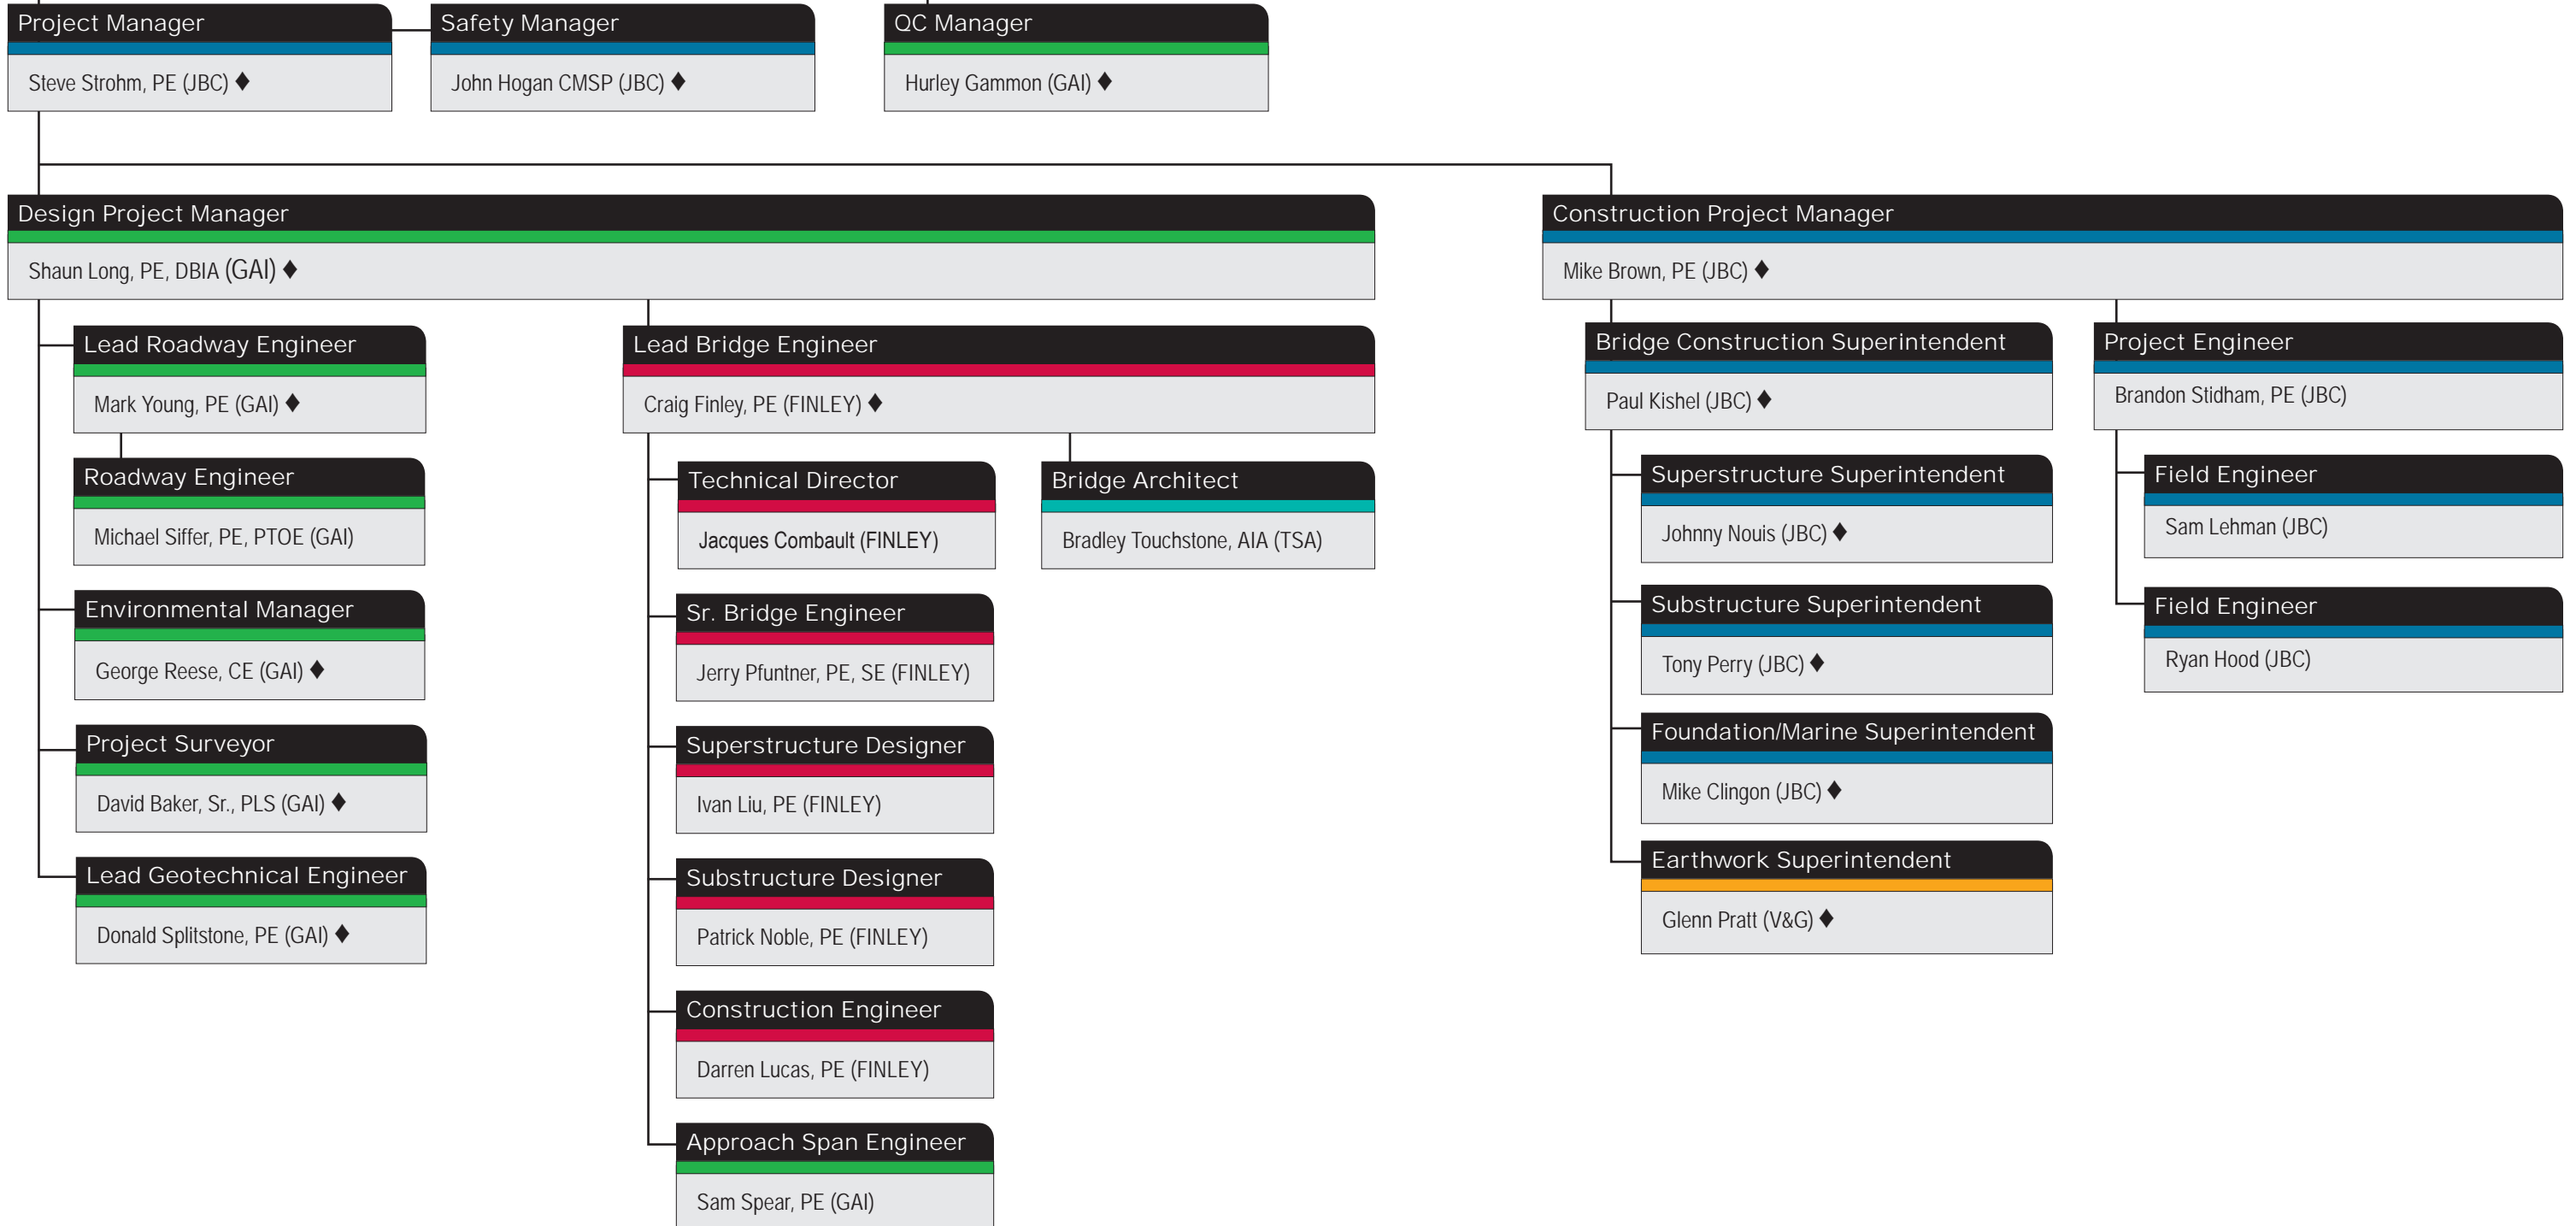 Project Manager
Steve Strohm, PE (JBC) ♦
Safety Manager
John Hogan CMSP (JBC) ♦
QC Manager
Hurley Gammon (GAI) ♦
Design Project Manager
Shaun Long, PE, DBIA (GAI) ♦
Lead Roadway Engineer
Mark Young, PE (GAI) ♦
Roadway Engineer
Michael Siffer, PE, PTOE (GAI)
Environmental Manager
George Reese, CE (GAI) ♦
Project Surveyor
David Baker, Sr., PLS (GAI) ♦
Lead Geotechnical Engineer
Donald Splitstone, PE (GAI) ♦
Lead Bridge Engineer
Craig Finley, PE (FINLEY) ♦
Technical Director
Jacques Combault (FINLEY)
Bridge Architect
Bradley Touchstone, AIA (TSA)
Sr. Bridge Engineer
Jerry Pfuntner, PE, SE (FINLEY)
Superstructure Designer
Ivan Liu, PE (FINLEY)
Substructure Designer
Patrick Noble, PE (FINLEY)
Construction Engineer
Darren Lucas, PE (FINLEY)
Approach Span Engineer
Sam Spear, PE (GAI)
Construction Project Manager
Mike Brown, PE (JBC) ♦
Bridge Construction Superintendent
Paul Kishel (JBC) ♦
Superstructure Superintendent
Johnny Nouis (JBC) ♦
Substructure Superintendent
Tony Perry (JBC) ♦
Foundation/Marine Superintendent
Mike Clingon (JBC) ♦
Earthwork Superintendent
Glenn Pratt (V&G) ♦
Project Engineer
Brandon Stidham, PE (JBC)
Field Engineer
Sam Lehman (JBC)
Field Engineer
Ryan Hood (JBC)